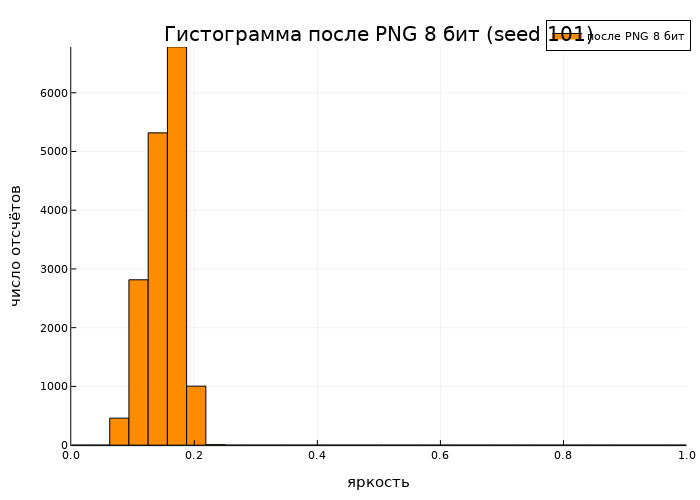 Гистограмма после PNG 8 бит (seed 101)
после PNG 8 бит
число отсчётов
6000
5000
4000
3000
2000
1000
0
0.0 0.2 0.4 0.6 0.8 1.0
яркость